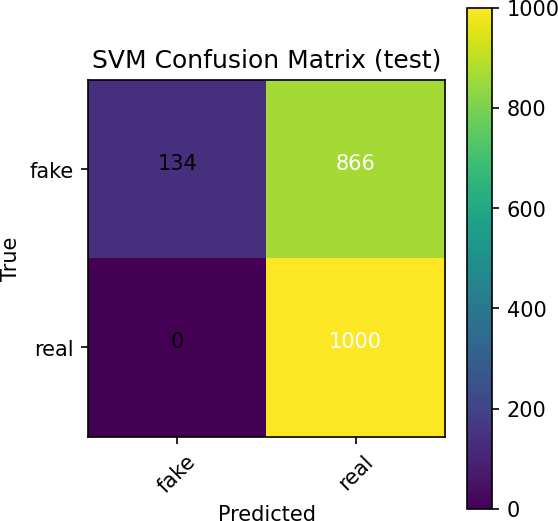 SVM Confusion Matrix (test)
1000
800
600
400
200
0
True
fake
134
866
real
0
1000
fake
real
Predicted